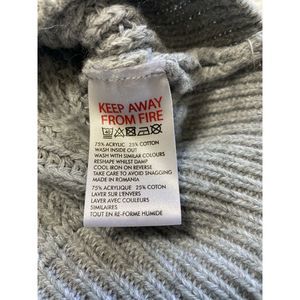 KEEP AWAY
FROM FIRE
75% ACRYLIC 25% COTTON
WASH INSIDE OUT
WASH WITH SIMILAR COLOURS
RESHAPE WHILST DAMP
COOL IRON ON REVERSE
TAKE CARE TO AVOID SNAGGING
MADE IN ROMANIA
75% ACRYLIQUE 25% COTON
LAVER SUR L'ENVERS
LAVER AVEC COULEURS
SIMILAIRES
TOUT EN RE-FORME HUMIDE